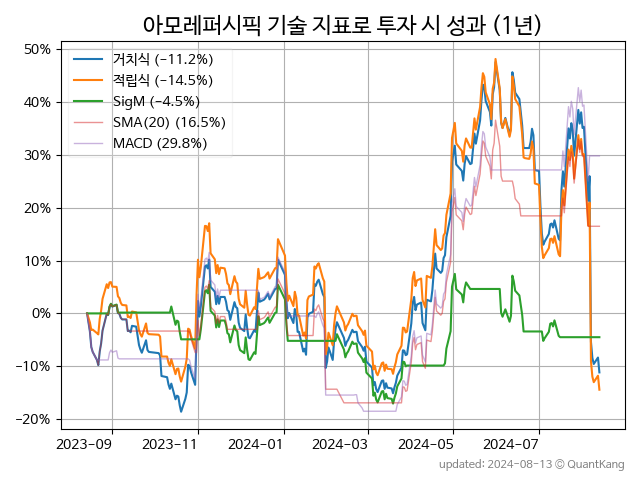 아모레퍼시픽 기술 지표로 투자 시 성과 (1년)
거치식 (−11.2%)
적립식 (−14.5%)
SigM (−4.5%)
SMA(20) (16.5%)
MACD (29.8%)
50%
40%
30%
20%
10%
0%
−10%
−20%
2023-09 2023-11 2024-01 2024-03 2024-05 2024-07
updated: 2024-08-13 ⓒ QuantKang